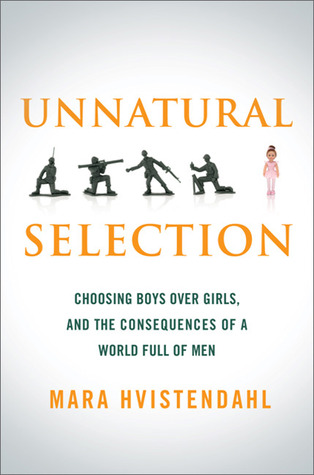 UNNATURAL
SELECTION
CHOOSING BOYS OVER GIRLS,
AND THE CONSEQUENCES OF A
WORLD FULL OF MEN
MARA HVISTENDAHL